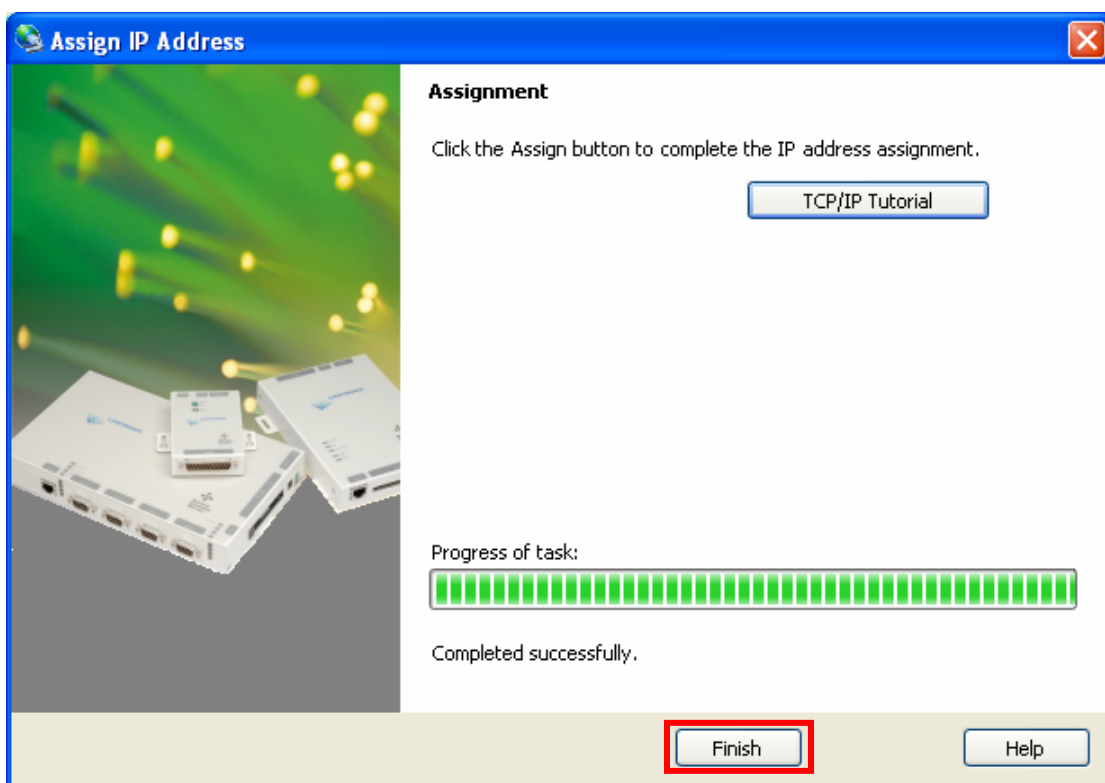 Assign IP Address
Assignment
Click the Assign button to complete the IP address assignment.
TCP/IP Tutorial
Progress of task:
Completed successfully.
Finish
Help